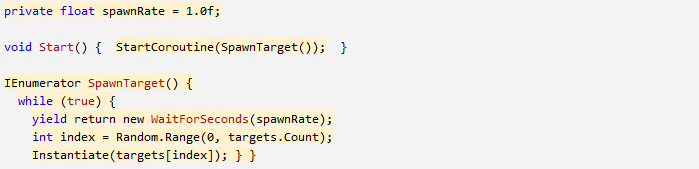 private float spawnRate = 1.0f;
void Start() {  StartCoroutine(SpawnTarget());  }
IEnumerator SpawnTarget() {
while (true) {
yield return new WaitForSeconds(spawnRate);
int index = Random.Range(0, targets.Count);
Instantiate(targets[index]); } }